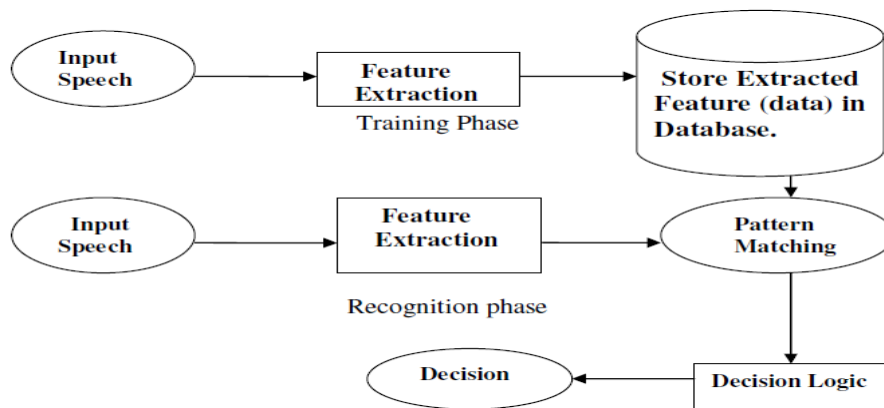 Input
Speech
Feature
Extraction
Training Phase
Store Extracted
Feature (data) in
Database.
Input
Speech
Feature
Extraction
Recognition phase
Pattern
Matching
Decision
Decision Logic